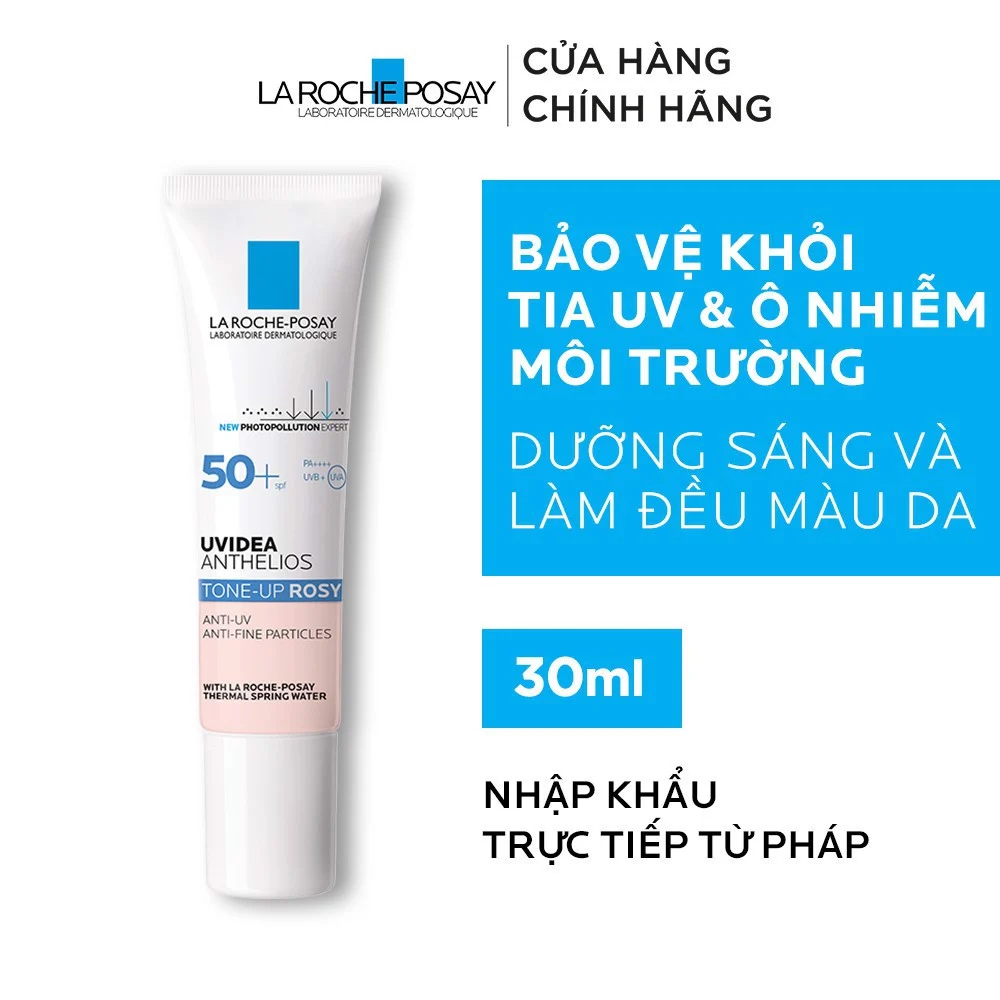 LA ROCHE POSAY
LABORATOIRE DERMATOLOGIQUE
CỬA HÀNG
CHÍNH HÃNG
LA ROCHE-POSAY
LABORATOIRE DERMATOLOGIQUE
NEW PHOTOPOLLUTION EXPERT
50+ spf
PA++++
UVB+ UVA
UVIDEA
ANTHELIOS
TONE-UP ROSY
ANTI-UV
ANTI-FINE PARTICLES
WITH LA ROCHE-POSAY
THERMAL SPRING WATER
BẢO VỆ KHỎI
TIA UV & Ô NHIỄM
MÔI TRƯỜNG
DƯỠNG SÁNG VÀ
LÀM ĐỀU MÀU DA
30ml
NHẬP KHẨU
TRỰC TIẾP TỪ PHÁP